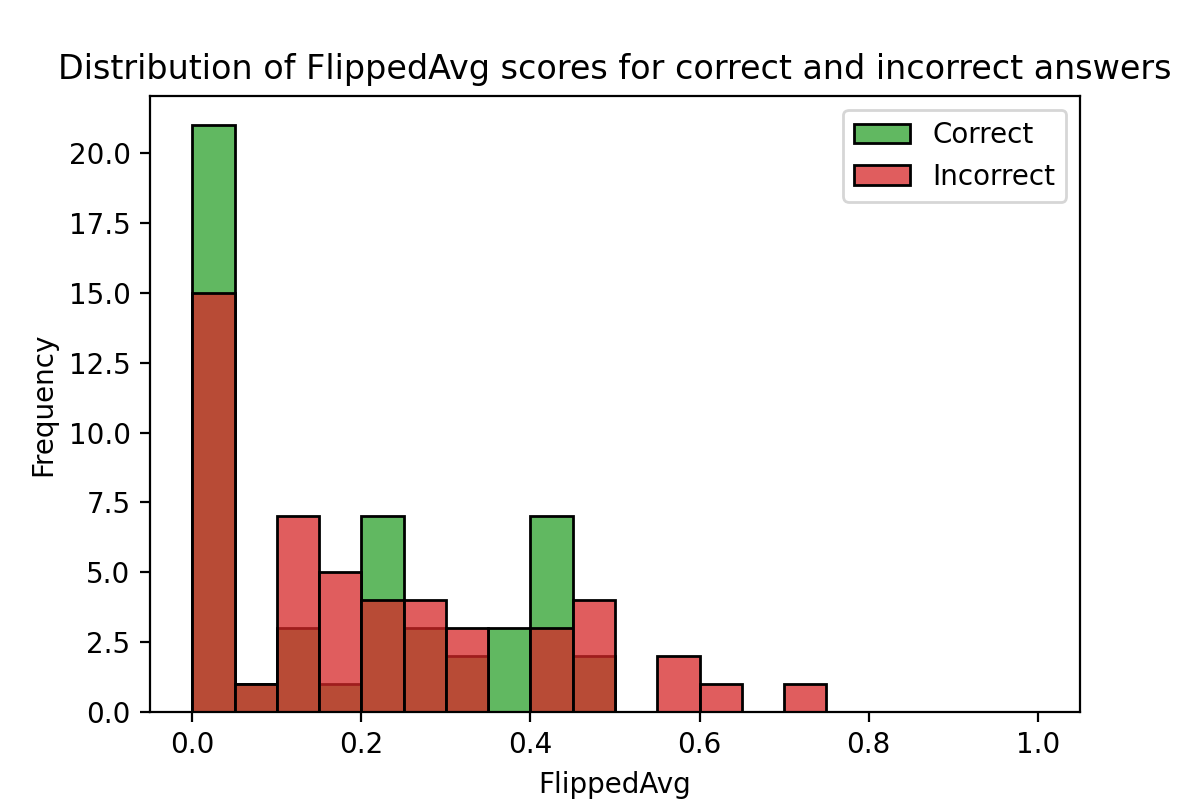 Distribution of FlippedAvg scores for correct and incorrect answers
Correct
Incorrect
20.0
17.5
15.0
12.5
10.0
7.5
5.0
2.5
0.0
Frequency
0.0 0.2 0.4 0.6 0.8 1.0
FlippedAvg